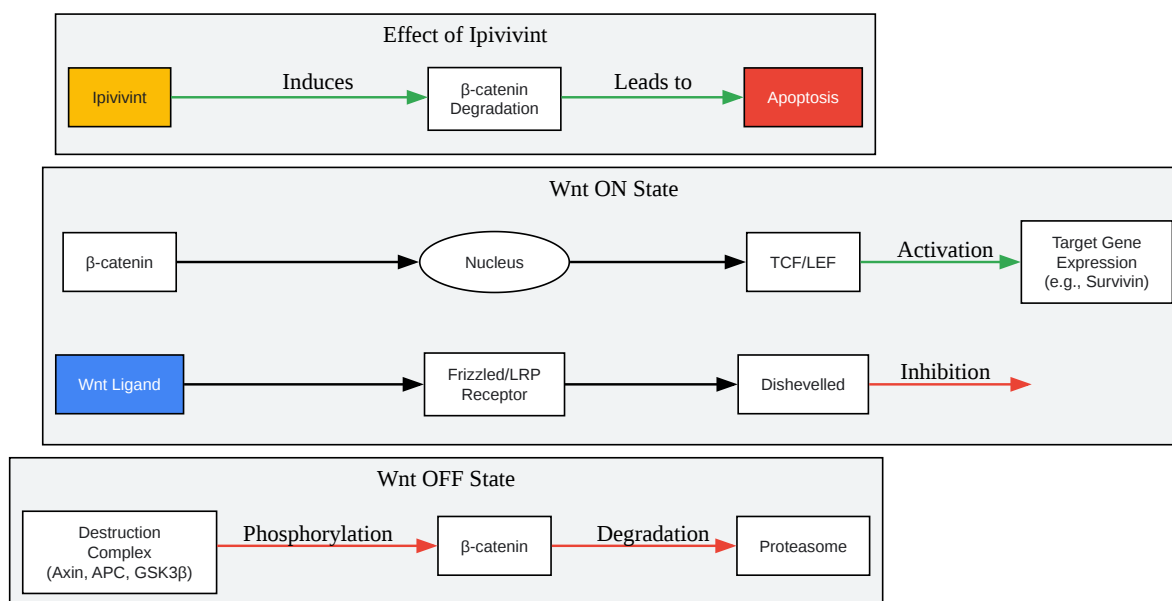 Effect of Ipivivint
Ipivivint
Induces
β-catenin
Degradation
Leads to
Apoptosis
Wnt ON State
β-catenin
Nucleus
TCF/LEF
Activation
Target Gene
Expression
(e.g., Survivin)
Wnt Ligand
Frizzled/LRP
Receptor
Dishevelled
Inhibition
Wnt OFF State
Destruction
Complex
(Axin, APC, GSK3β)
Phosphorylation
β-catenin
Degradation
Proteasome